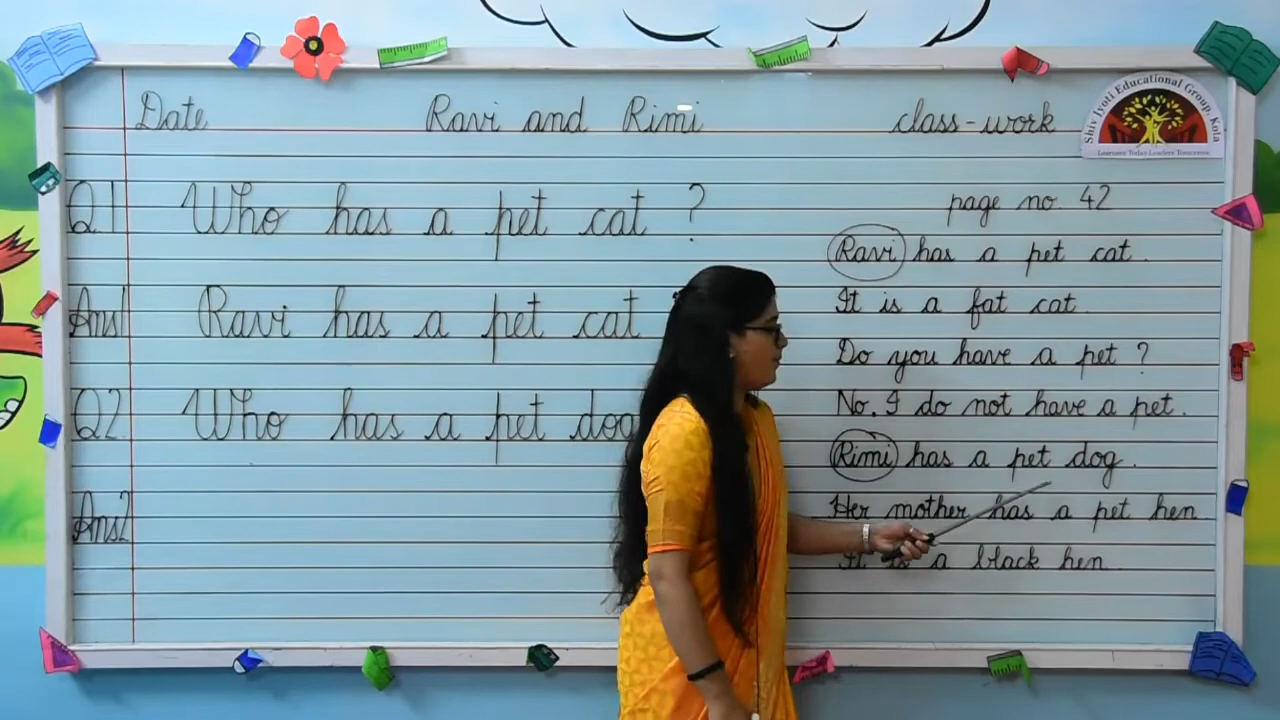 Date Ravi and Rimi class-work
Shiv Jyoti Educational Group, Kota
Learners Today Leaders Tomorrow
Q1 Who has a pet cat ?
Ans1 Ravi has a pet cat
Q2 Who has a pet dog
Ans2
page no. 42
Ravi has a pet cat.
It is a fat cat.
Do you have a pet ?
No, I do not have a pet.
Rimi has a pet dog.
Her mother has a pet hen
It is a black hen